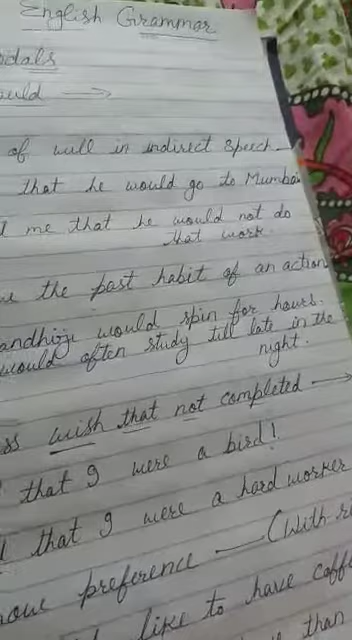 English Grammar
odals
ould →
of will in indirect speech
that he would go to Mumbai
me that he would not do
that work.
the past habit of an action
andhiji would spin for hours.
would often study till late in the
night.
ss wish that not completed →
that I were a bird!
that I were a hard worker
preference — (With
like to have coff
than